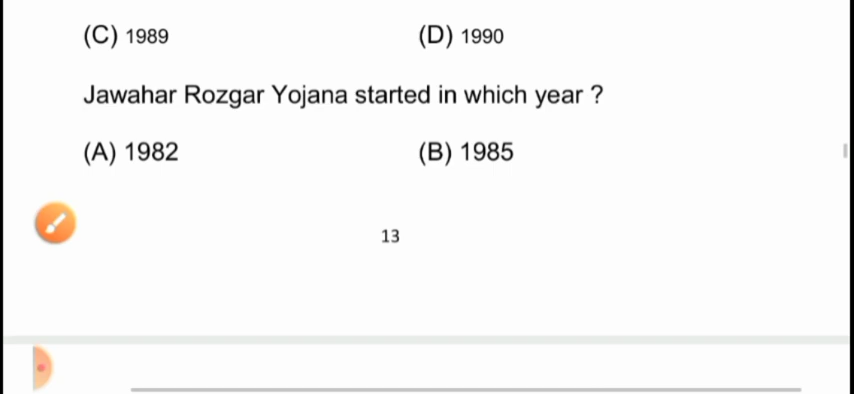 (C) 1989 (D) 1990
Jawahar Rozgar Yojana started in which year ?
(A) 1982 (B) 1985
13